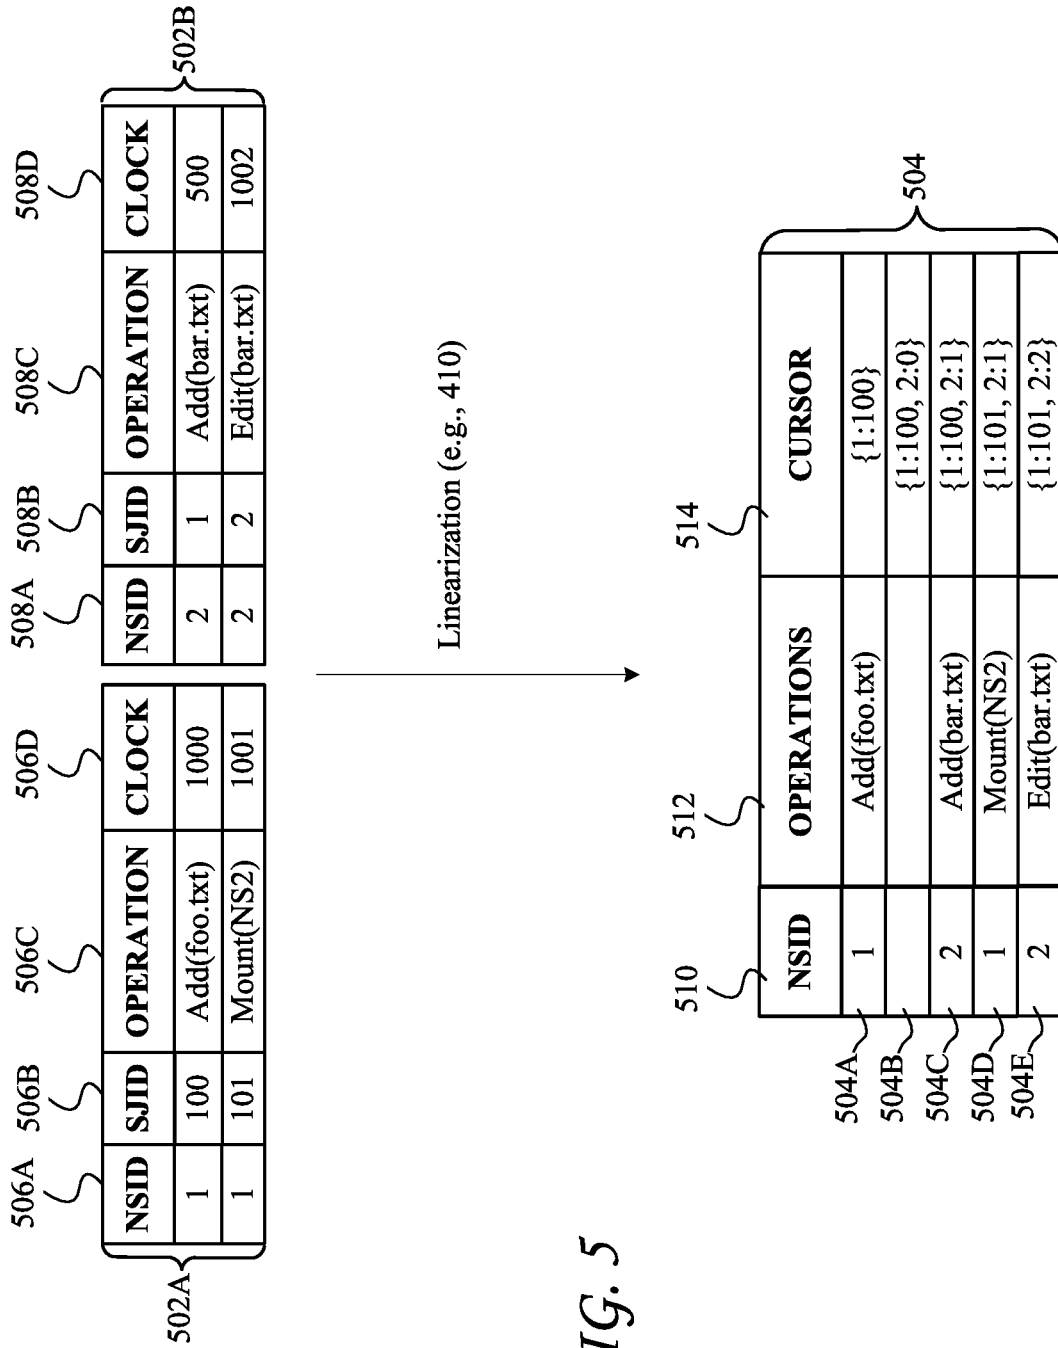 506A 506B 506C 506D 508A 508B 508C 508D
NSID SJID OPERATION CLOCK NSID SJID OPERATION CLOCK
1 100 Add(foo.txt) 1000 2 1 Add(bar.txt) 500
1 101 Mount(NS2) 1001 2 2 Edit(bar.txt) 1002
502A 502B
Linearization (e.g., 410)
510 512 514
NSID OPERATIONS CURSOR
504A 1 Add(foo.txt) {1:100}
504B {1:100, 2:0}
504C 2 Add(bar.txt) {1:100, 2:1}
504D 1 Mount(NS2) {1:101, 2:1}
504E 2 Edit(bar.txt) {1:101, 2:2}
504
IG. 5